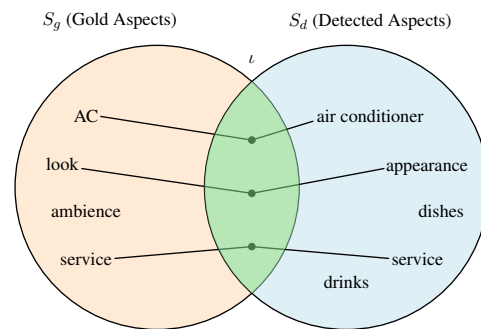 S_g (Gold Aspects)
S_d (Detected Aspects)
ι
AC
air conditioner
look
appearance
ambience
dishes
service
service
drinks